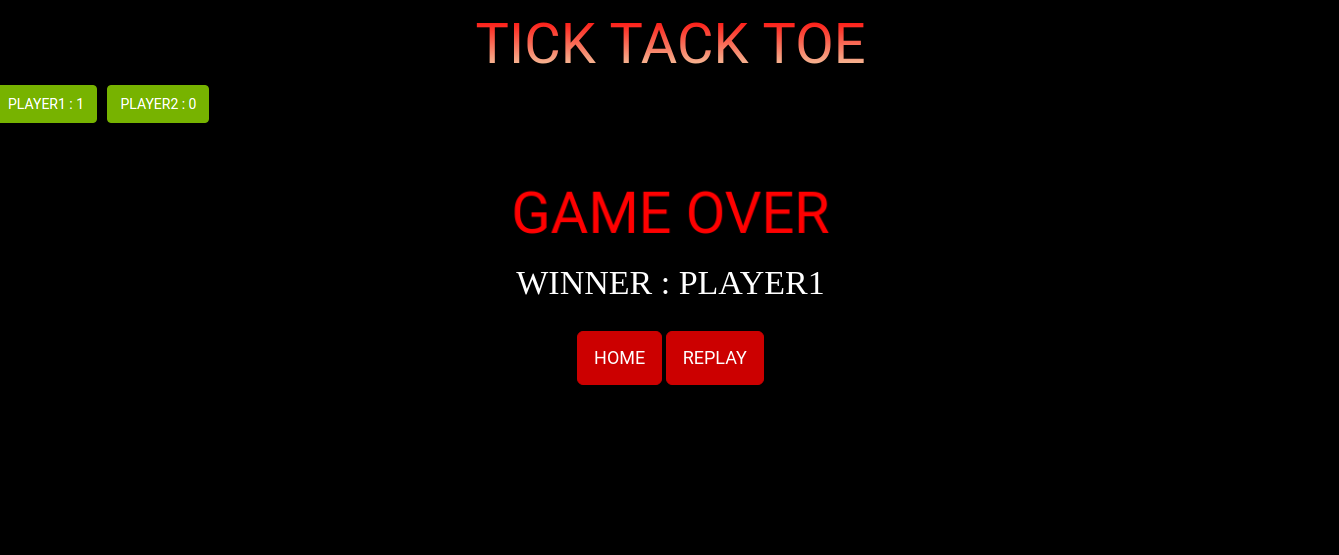 TICK TACK TOE
PLAYER1 : 1 PLAYER2 : 0
GAME OVER
WINNER : PLAYER1
HOME REPLAY